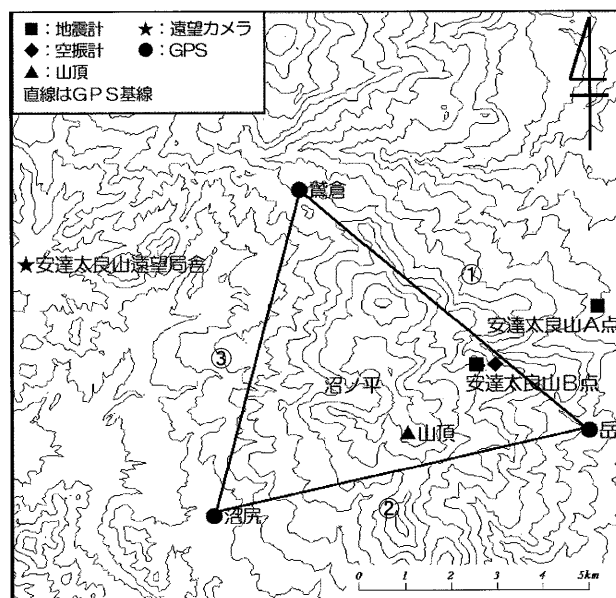 ■：地震計　★：遠望カメラ
◆：空振計　●：GPS
▲：山頂
直線はGPS基線
鷲倉
安達太良山遠望局舎
①
安達太良山A点
③
安達太良山B点
沼ノ平
山頂
岳
②
沼尻
0 1 2 3 4 5km